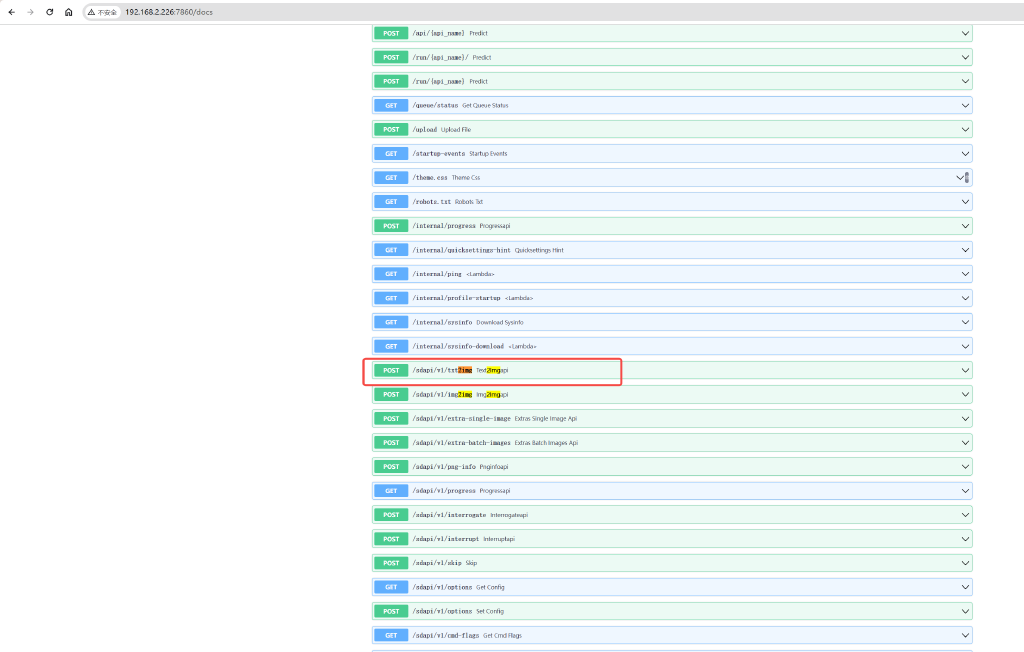 不安全 192.168.2.226:7860/docs
POST /api/{api_name} Predict
POST /run/{api_name}/ Predict
POST /run/{api_name} Predict
GET /queue/status Get Queue Status
POST /upload Upload File
GET /startup-events Startup Events
GET /theme.css Theme Css
GET /robots.txt Robots Txt
POST /internal/progress Progressapi
GET /internal/quicksettings-hint Quicksettings Hint
GET /internal/ping <Lambda>
GET /internal/profile-startup <Lambda>
GET /internal/sysinfo Download Sysinfo
GET /internal/sysinfo-download <Lambda>
POST /sdapi/v1/txt2img Text2Imgapi
POST /sdapi/v1/img2img Img2Imgapi
POST /sdapi/v1/extra-single-image Extras Single Image Api
POST /sdapi/v1/extra-batch-images Extras Batch Images Api
POST /sdapi/v1/png-info Pnginfoapi
GET /sdapi/v1/progress Progressapi
POST /sdapi/v1/interrogate Interrogateapi
POST /sdapi/v1/interrupt Interruptapi
POST /sdapi/v1/skip Skip
GET /sdapi/v1/options Get Config
POST /sdapi/v1/options Set Config
GET /sdapi/v1/cmd-flags Get Cmd Flags